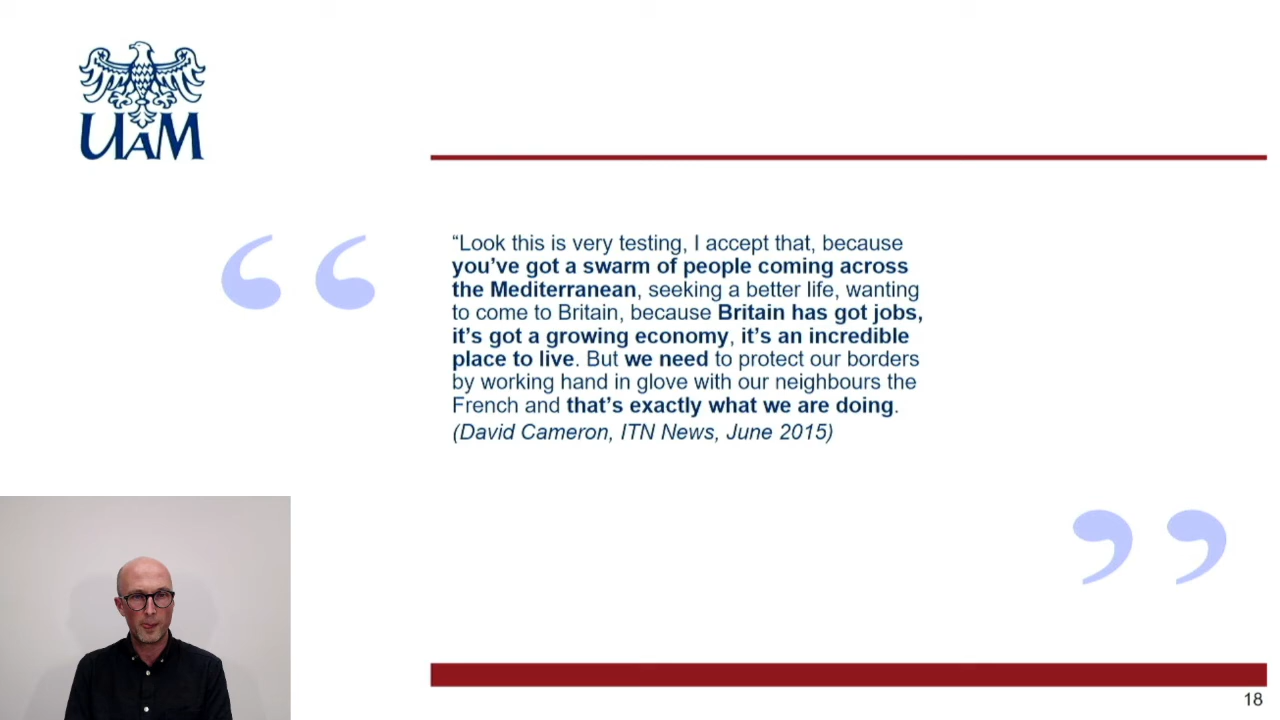 UAM
“Look this is very testing, I accept that, because
you’ve got a swarm of people coming across
the Mediterranean, seeking a better life, wanting
to come to Britain, because Britain has got jobs,
it’s got a growing economy, it’s an incredible
place to live. But we need to protect our borders
by working hand in glove with our neighbours the
French and that’s exactly what we are doing.
(David Cameron, ITN News, June 2015)
18